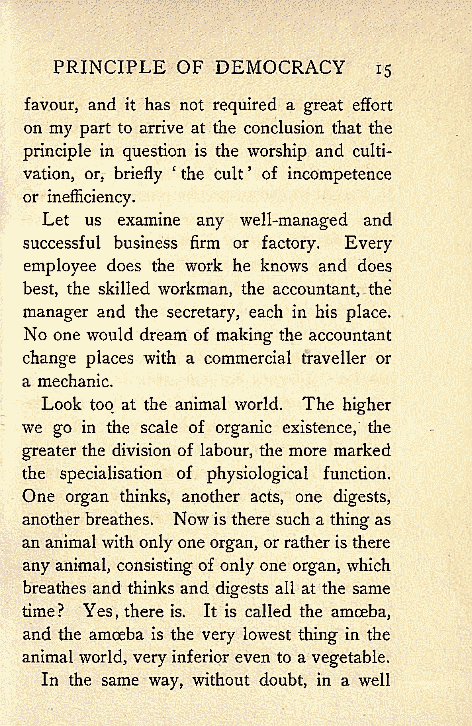 PRINCIPLE OF DEMOCRACY 15
favour, and it has not required a great effort
on my part to arrive at the conclusion that the
principle in question is the worship and culti-
vation, or, briefly ‘the cult’ of incompetence
or inefficiency.
Let us examine any well-managed and
successful business firm or factory. Every
employee does the work he knows and does
best, the skilled workman, the accountant, the
manager and the secretary, each in his place.
No one would dream of making the accountant
change places with a commercial traveller or
a mechanic.
Look too at the animal world. The higher
we go in the scale of organic existence, the
greater the division of labour, the more marked
the specialisation of physiological function.
One organ thinks, another acts, one digests,
another breathes. Now is there such a thing as
an animal with only one organ, or rather is there
any animal, consisting of only one organ, which
breathes and thinks and digests all at the same
time? Yes, there is. It is called the amœba,
and the amœba is the very lowest thing in the
animal world, very inferior even to a vegetable.
In the same way, without doubt, in a well